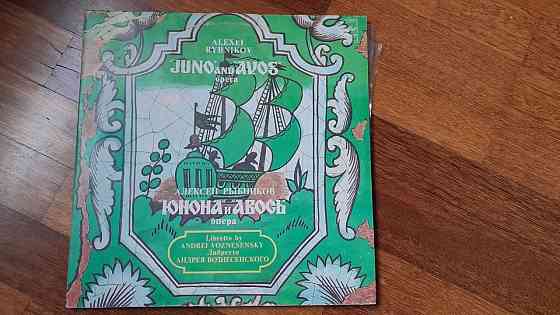 ALEXEI
RYBNIKOV
JUNO AND AVOS
opera
АЛЕКСЕЙ РЫБНИКОВ
ЮНОНА И АВОСЬ
опера
Libretto by
ANDREI VOZNESENSKY
Либретто
АНДРЕЯ ВОЗНЕСЕНСКОГО